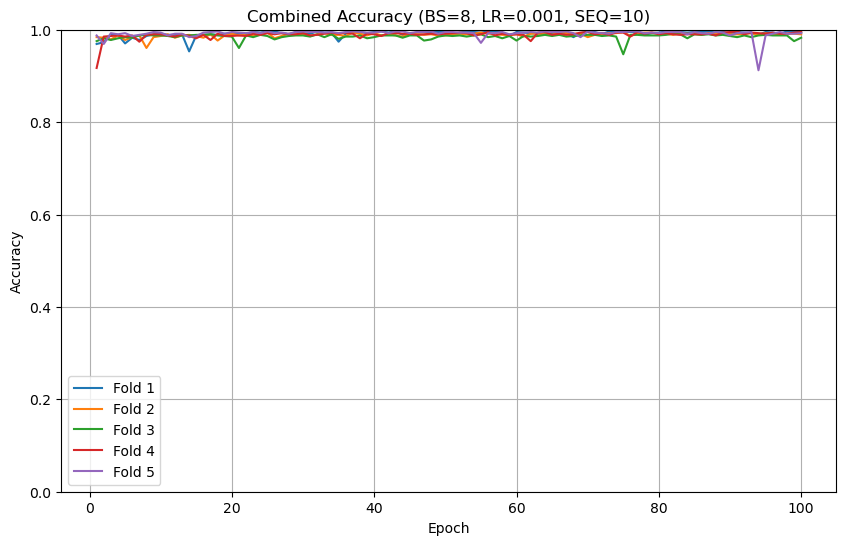 Combined Accuracy (BS=8, LR=0.001, SEQ=10)
1.0
0.8
0.6
0.4
0.2
0.0
Accuracy
Fold 1
Fold 2
Fold 3
Fold 4
Fold 5
0 20 40 60 80 100
Epoch